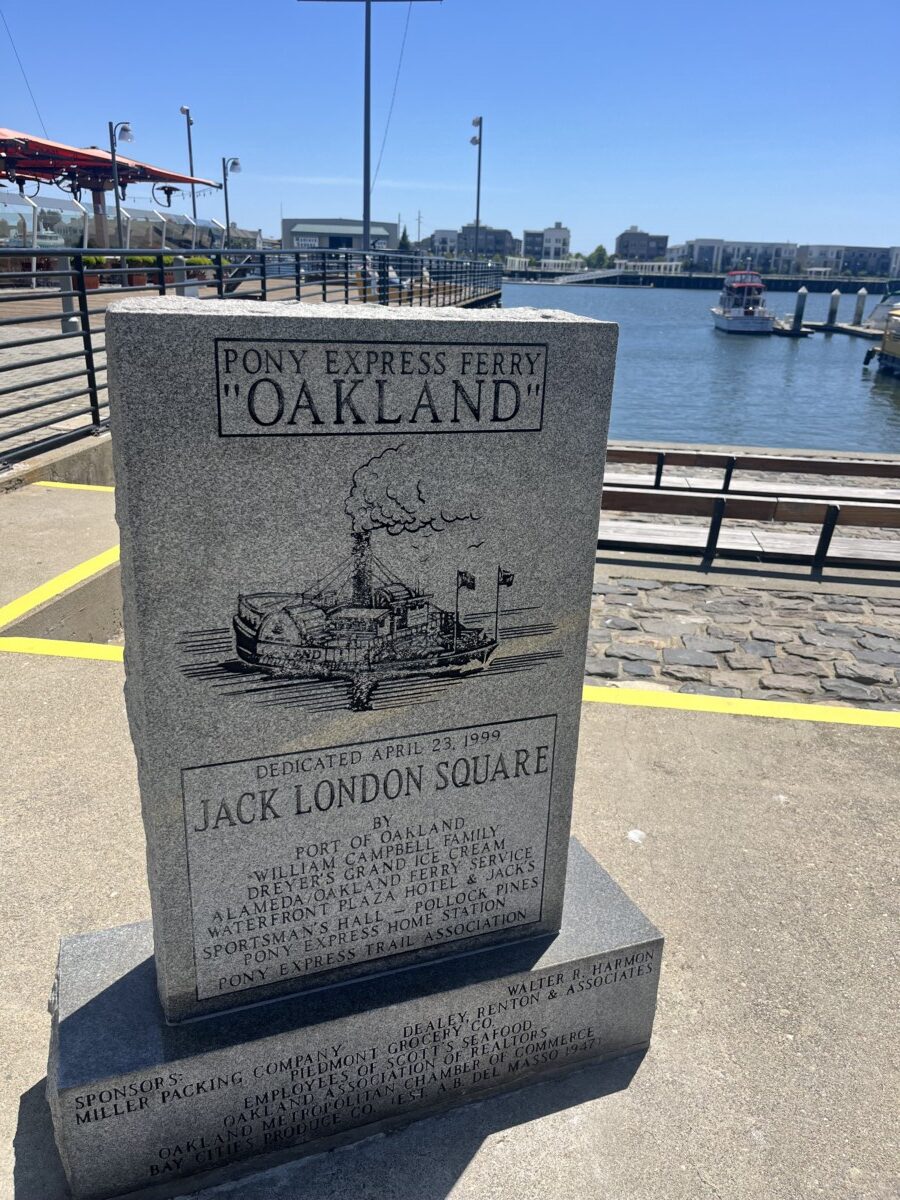 PONY EXPRESS FERRY
"OAKLAND"
AND
DEDICATED APRIL 23, 1999
JACK LONDON SQUARE
BY
PORT OF OAKLAND
WILLIAM CAMPBELL FAMILY
DREYER'S GRAND ICE CREAM
ALAMEDA/OAKLAND FERRY SERVICE
WATERFRONT PLAZA HOTEL & JACK'S
SPORTSMAN'S HALL — POLLOCK PINES
PONY EXPRESS HOME STATION
PONY EXPRESS TRAIL ASSOCIATION
SPONSORS: WALTER R. HARMON
MILLER PACKING COMPANY DEALEY, RENTON & ASSOCIATES
PIEDMONT GROCERY CO.
EMPLOYEES OF SCOTT'S SEAFOOD
OAKLAND ASSOCIATION OF REALTORS
OAKLAND METROPOLITAN CHAMBER OF COMMERCE
BAY CITIES PRODUCE CO. (EST. A.B. DEL MASSO 1947)